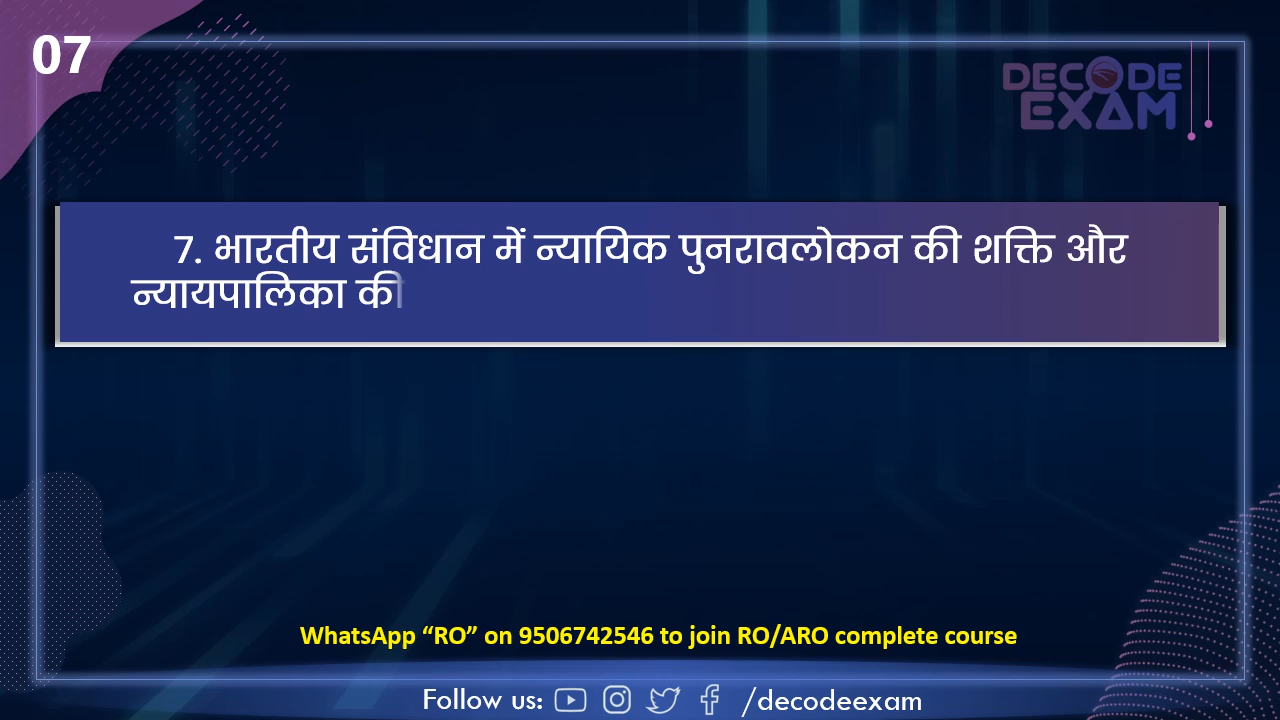 07
DECODE
EXAM
7. भारतीय संविधान में न्यायिक पुनरावलोकन की शक्ति और
न्यायपालिका की
WhatsApp “RO” on 9506742546 to join RO/ARO complete course
Follow us: /decodeexam